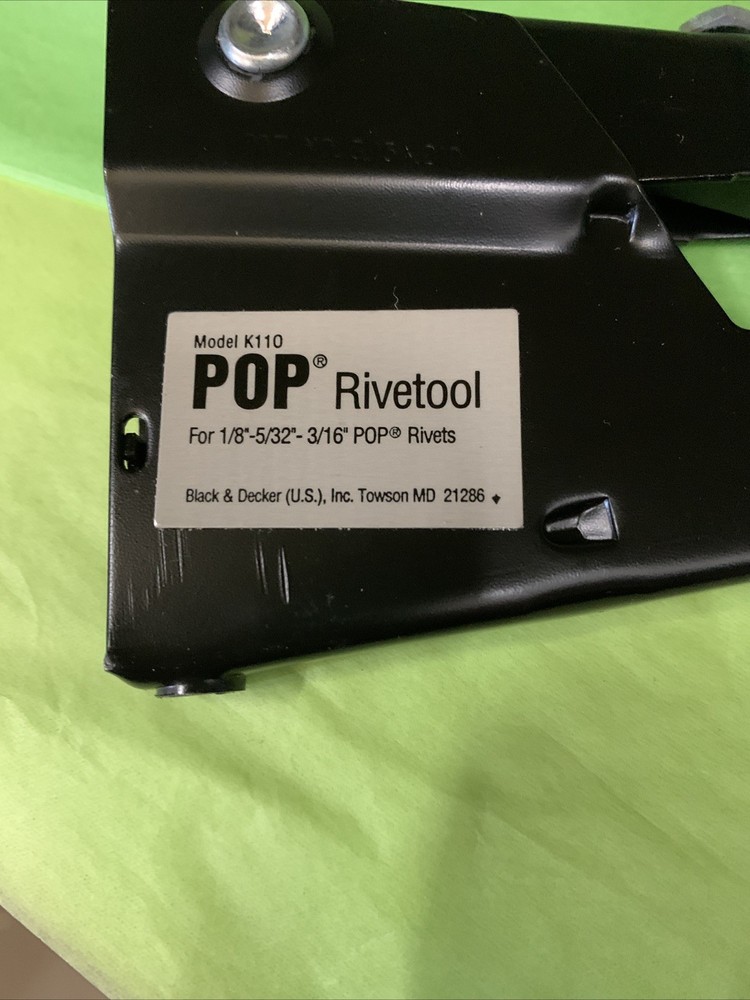 Model K110
POP® Rivetool
For 1/8"-5/32"- 3/16" POP® Rivets
Black & Decker (U.S.), Inc. Towson MD 21286